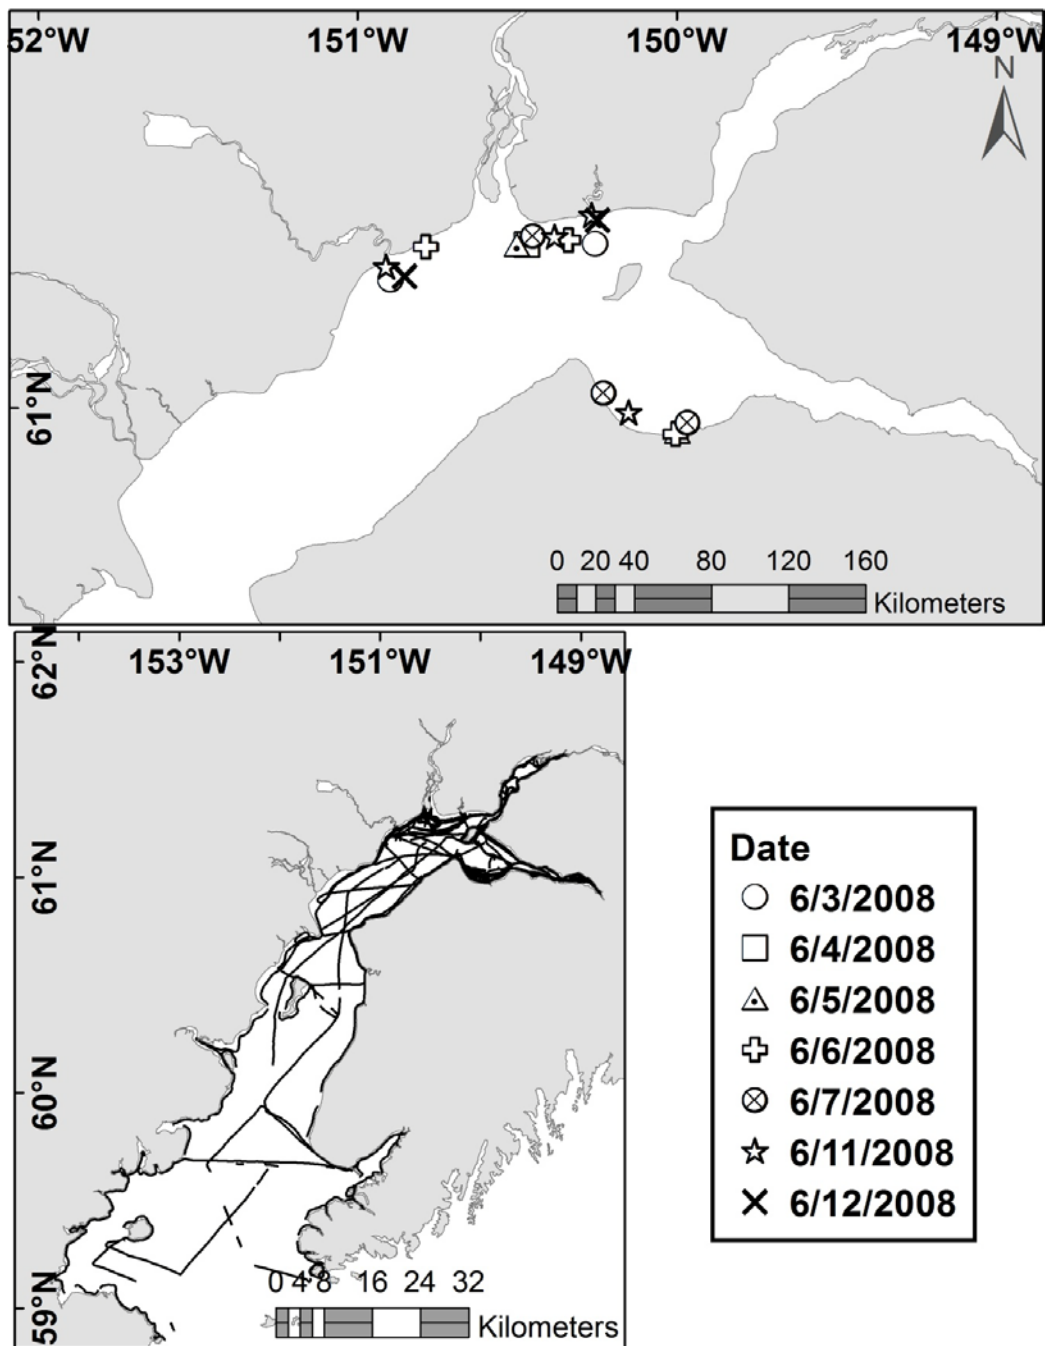 52°W 151°W 150°W 149°W
N
61°N
0 20 40 80 120 160
Kilometers
62°N
153°W 151°W 149°W
61°N
60°N
59°N
0 4 8 16 24 32
Kilometers
Date
6/3/2008
6/4/2008
6/5/2008
6/6/2008
6/7/2008
6/11/2008
6/12/2008